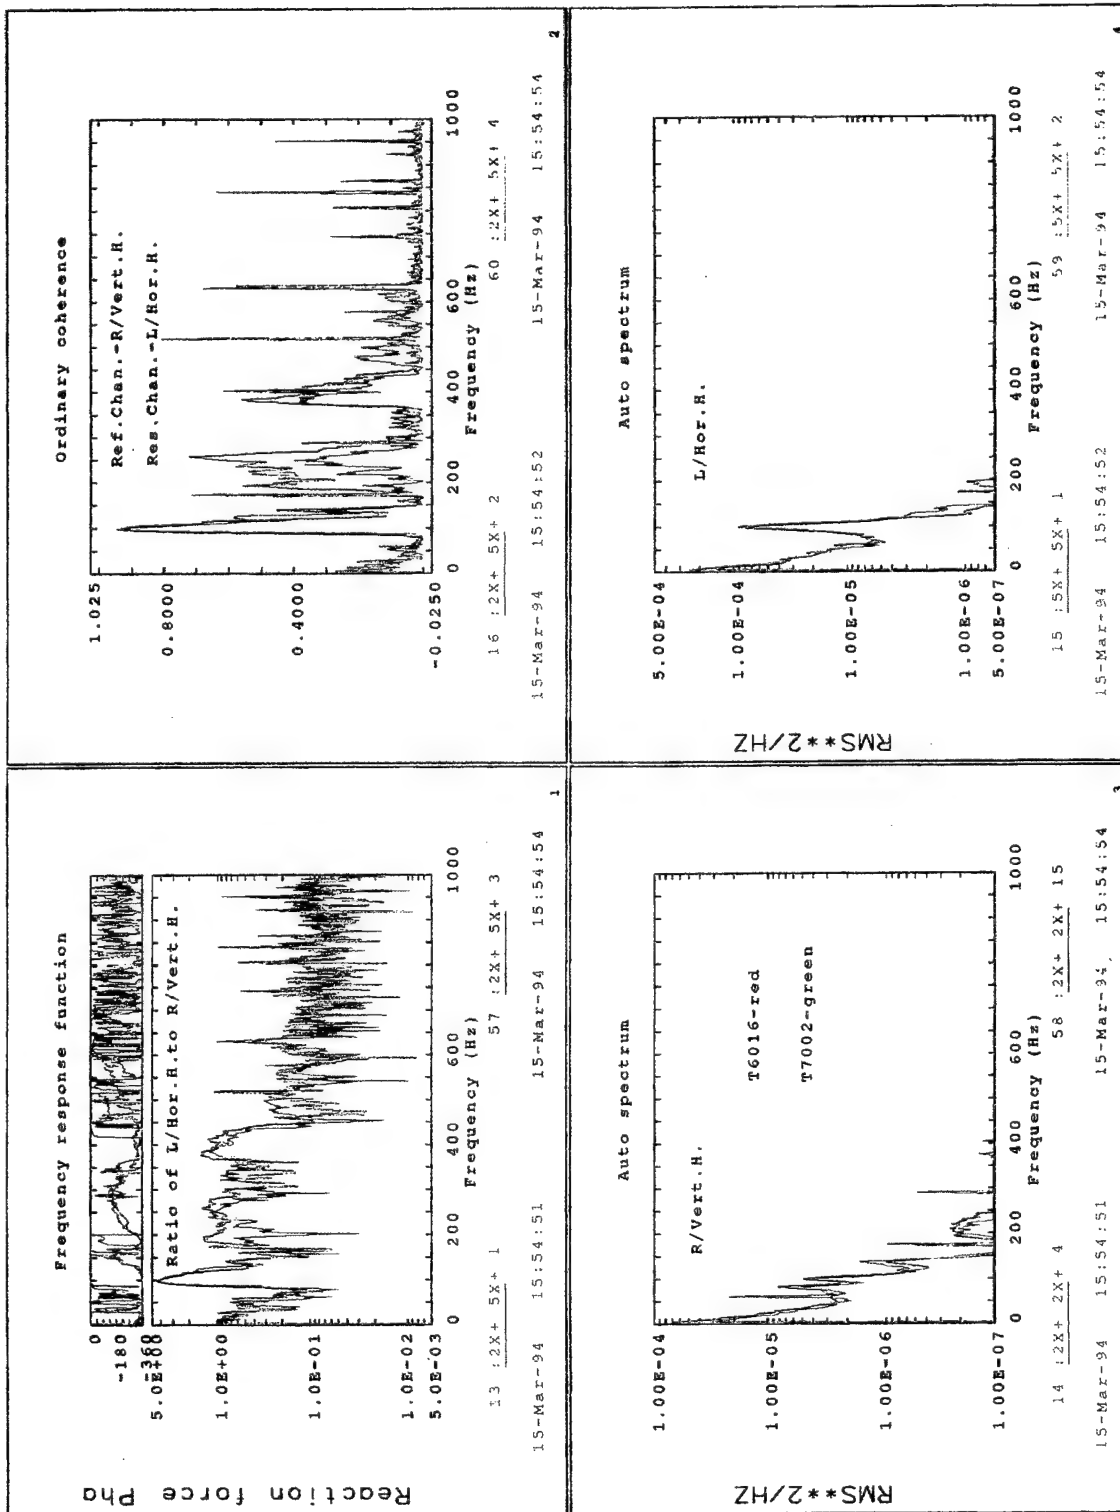 Frequency response function
Reaction force Pha
0
-180
-360
5.0E+00
1.0E+00
1.0E-01
1.0E-02
5.0E-03
Ratio of L/Hor.H.to R/Vert.H.
0 200 400 600 1000
Frequency (Hz)
13 :2X+ 5X+ 1
57 :2X+ 5X+ 3
15-Mar-94 15:54:51
15-Mar-94 15:54:54
1
Ordinary coherence
1.025
0.8000
0.4000
-0.0250
Ref.Chan.-R/Vert.H.
Res.Chan.-L/Hor.H.
0 200 400 600 1000
Frequency (Hz)
16 :2X+ 5X+ 2
60 :2X+ 5X+ 4
15-Mar-94 15:54:52
15-Mar-94 15:54:54
2
Auto spectrum
RMS**2/HZ
1.00E-04
1.00E-05
1.00E-06
1.00E-07
R/Vert.H.
T6016-red
T7002-green
0 200 400 600 1000
Frequency (Hz)
14 :2X+ 2X+ 4
58 :2X+ 2X+ 15
15-Mar-94 15:54:51
15-Mar-94, 15:54:54
3
Auto spectrum
RMS**2/HZ
5.00E-04
1.00E-04
1.00E-05
1.00E-06
5.00E-07
L/Hor.H.
0 200 400 600 1000
Frequency (Hz)
15 :5X+ 5X+ 1
59 :5X+ 5X+ 2
15-Mar-94 15:54:52
15-Mar-94 15:54:54
4